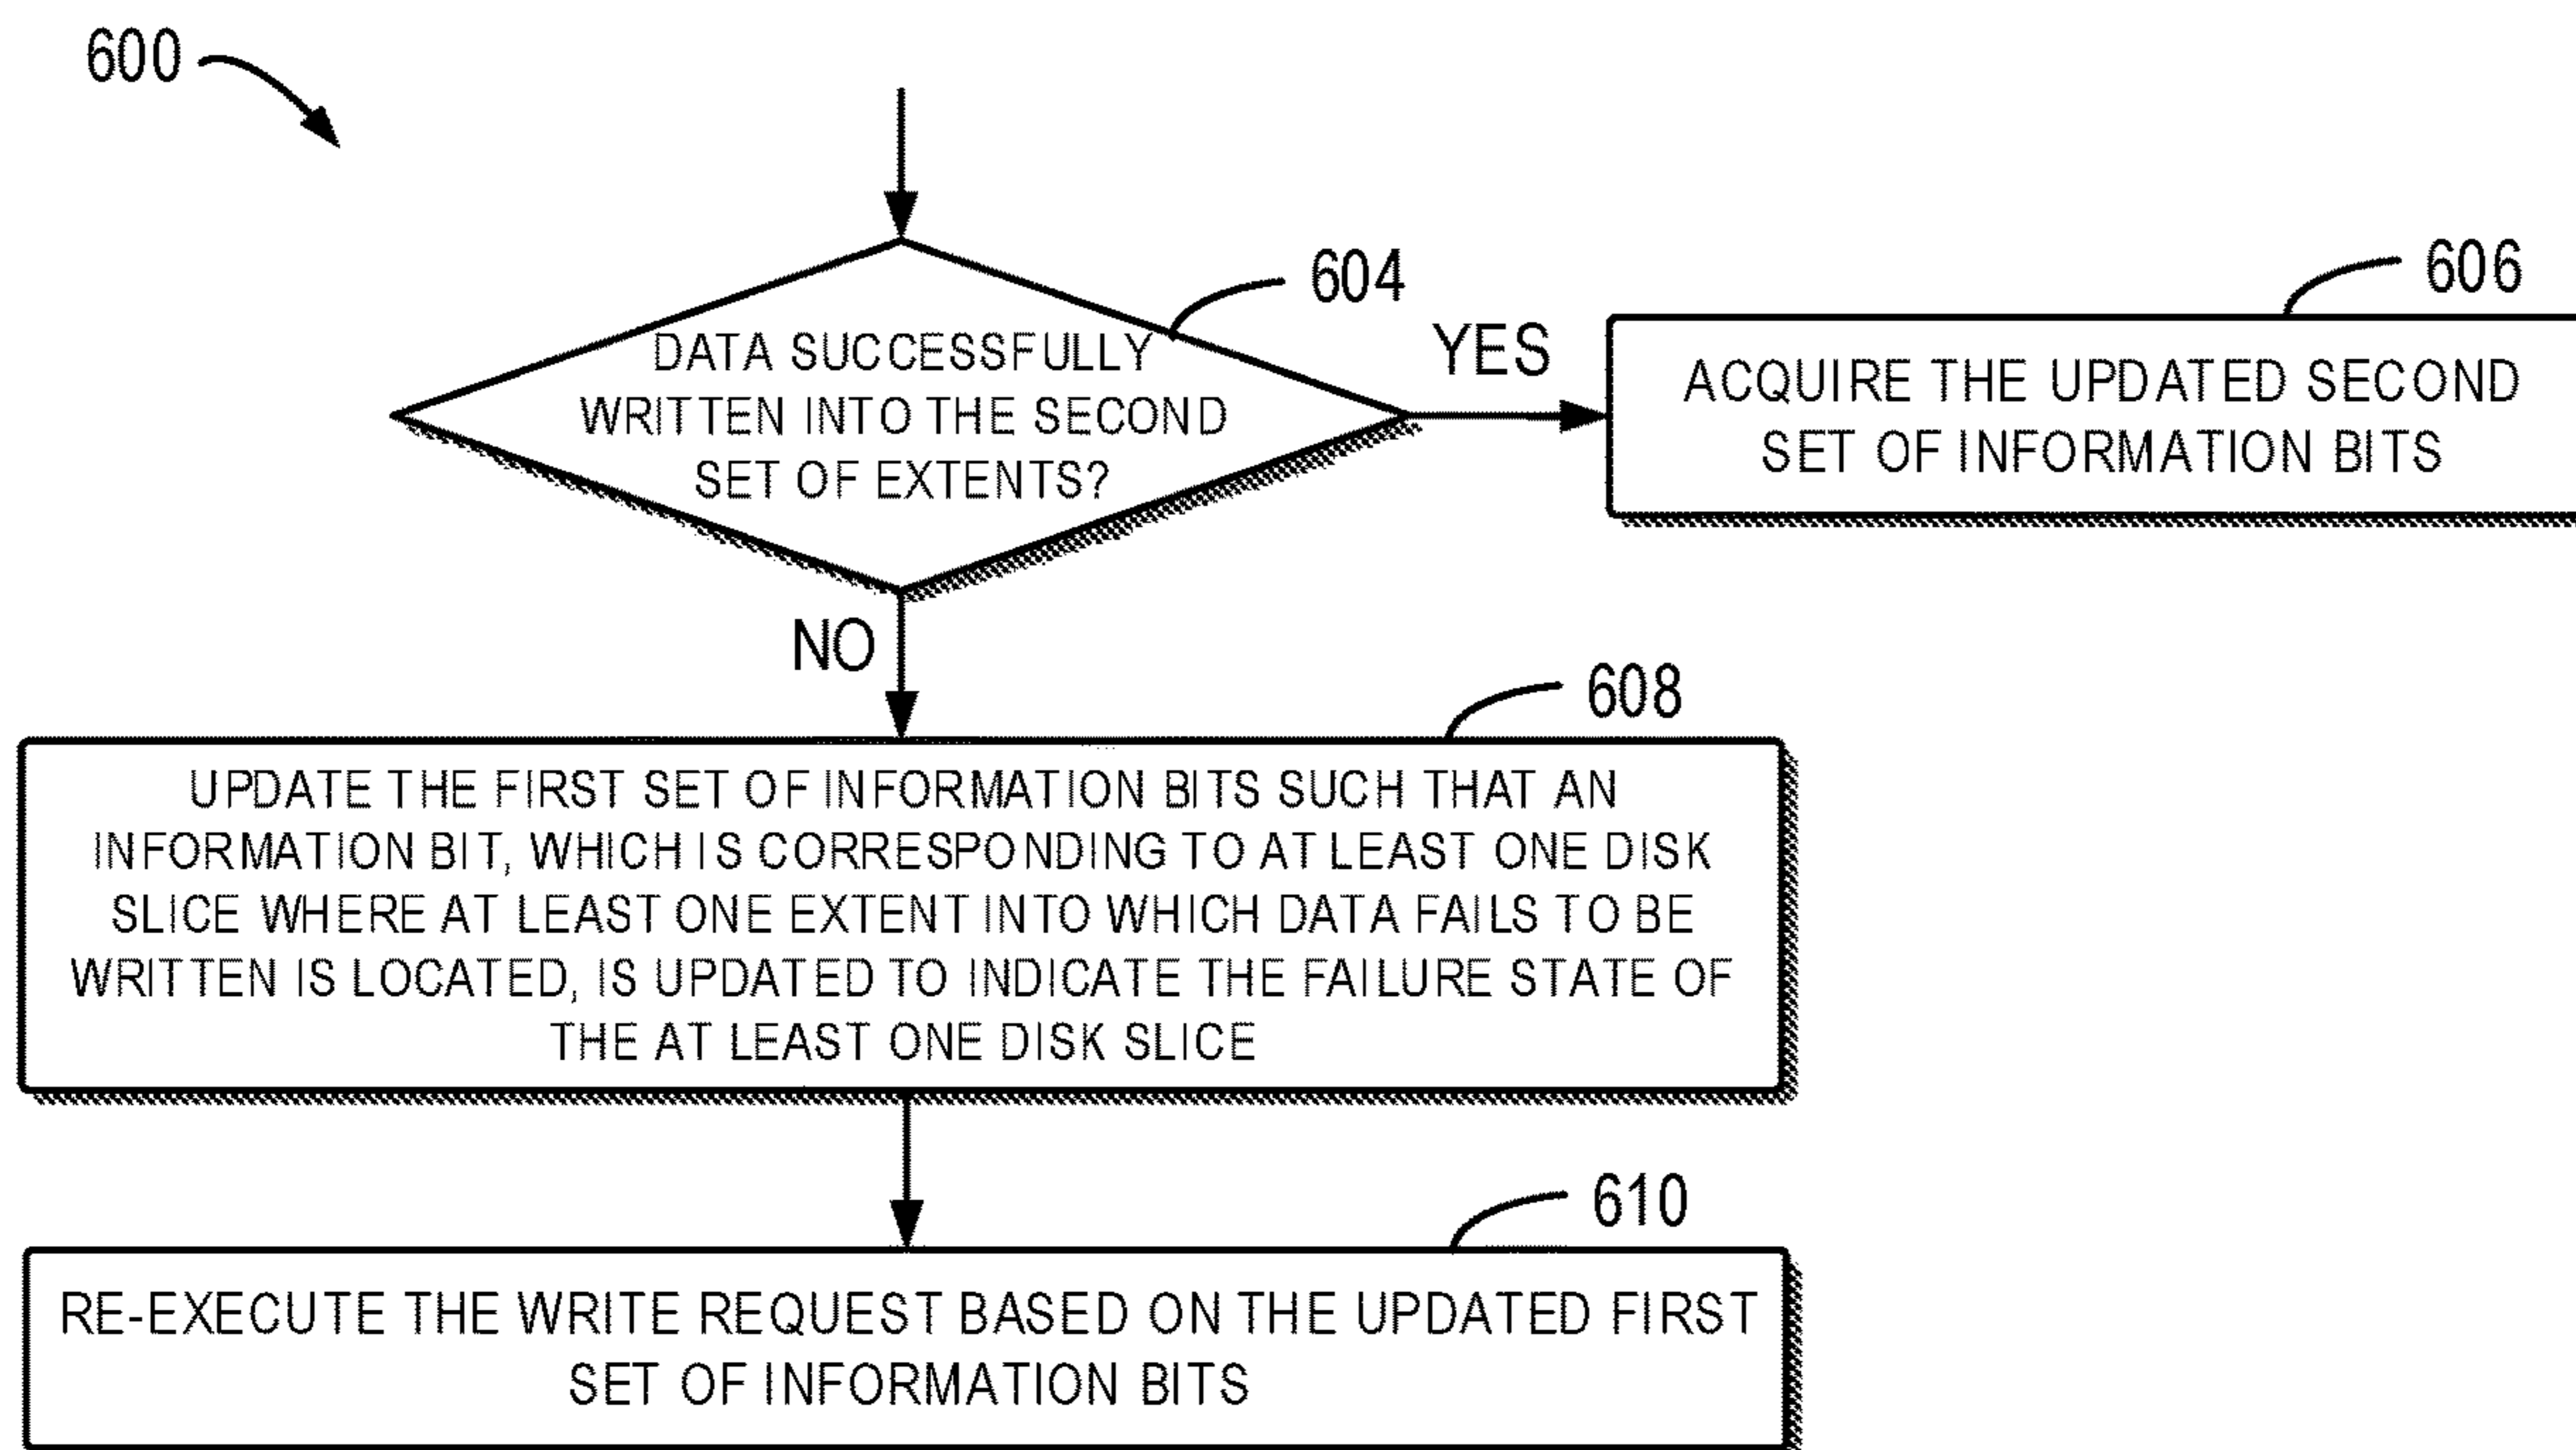 600
604
DATA SUCCESSFULLY
WRITTEN INTO THE SECOND
SET OF EXTENTS?
YES
606
ACQUIRE THE UPDATED SECOND
SET OF INFORMATION BITS
NO
608
UPDATE THE FIRST SET OF INFORMATION BITS SUCH THAT AN
INFORMATION BIT, WHICH IS CORRESPONDING TO AT LEAST ONE DISK
SLICE WHERE AT LEAST ONE EXTENT INTO WHICH DATA FAILS TO BE
WRITTEN IS LOCATED, IS UPDATED TO INDICATE THE FAILURE STATE OF
THE AT LEAST ONE DISK SLICE
610
RE-EXECUTE THE WRITE REQUEST BASED ON THE UPDATED FIRST
SET OF INFORMATION BITS